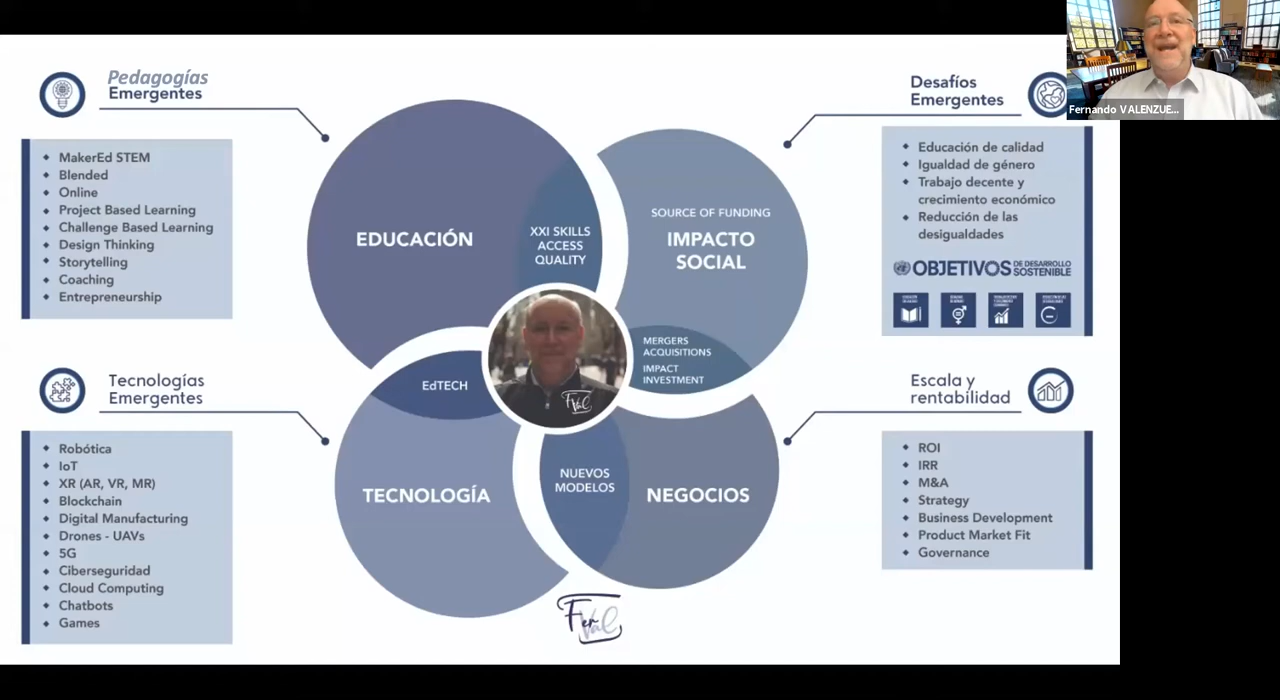 Pedagogías
Emergentes
MakerEd STEM
Blended
Online
Project Based Learning
Challenge Based Learning
Design Thinking
Storytelling
Coaching
Entrepreneurship
Tecnologías
Emergentes
Robótica
IoT
XR (AR, VR, MR)
Blockchain
Digital Manufacturing
Drones - UAVs
5G
Ciberseguridad
Cloud Computing
Chatbots
Games
EDUCACIÓN
XXI SKILLS
ACCESS
QUALITY
SOURCE OF FUNDING
IMPACTO
SOCIAL
MERGERS
ACQUISITIONS
IMPACT
INVESTMENT
EdTECH
TECNOLOGÍA
NUEVOS
MODELOS
NEGOCIOS
FerVal
Fer
Val
Desafíos
Emergentes
Educación de calidad
Igualdad de género
Trabajo decente y
crecimiento económico
Reducción de las
desigualdades
OBJETIVOS DE DESARROLLO
SOSTENIBLE
Escala y
rentabilidad
ROI
IRR
M&A
Strategy
Business Development
Product Market Fit
Governance
Fernando VALENZUE...